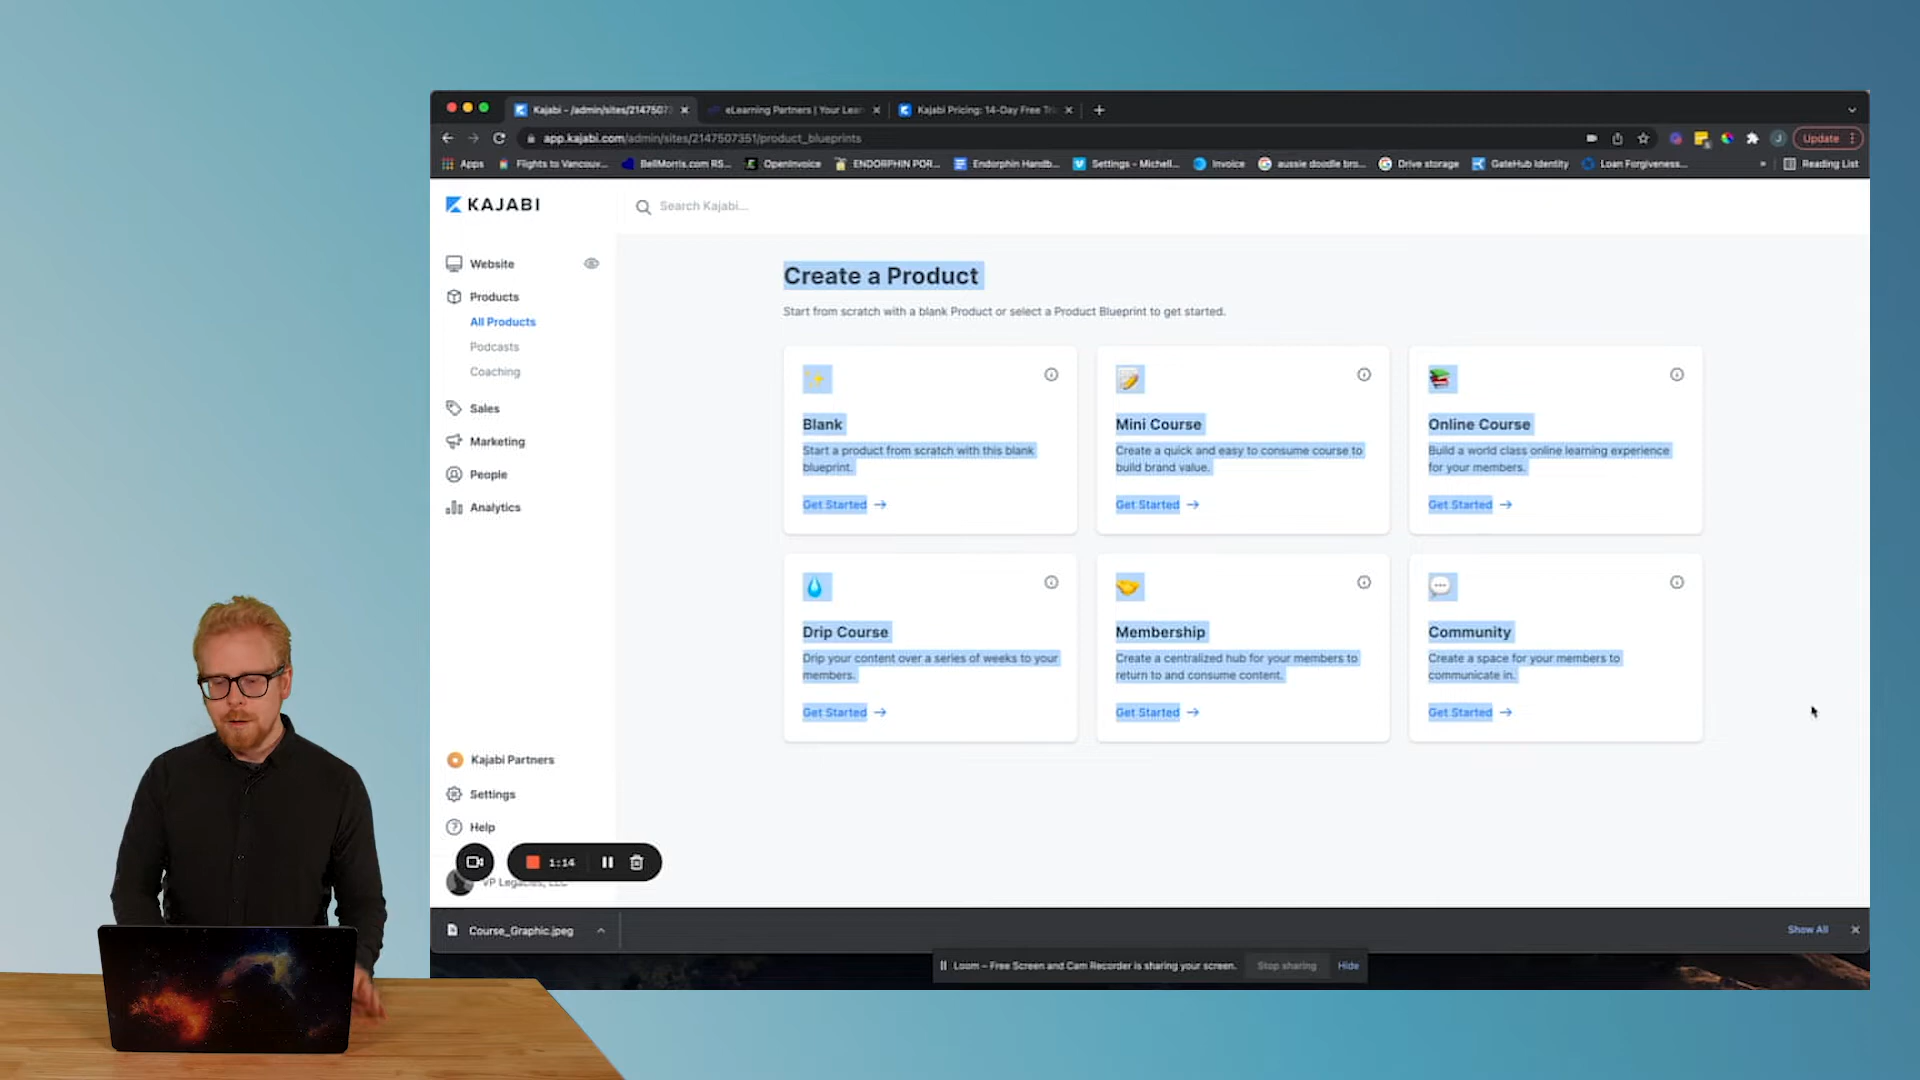 Kajabi - /admin/sites/2147507
eLearning Partners | Your Lear
Kajabi Pricing: 14-Day Free Tri
app.kajabi.com/admin/sites/2147507351/product_blueprints
Update
Apps
Flights to Vancouv...
BellMorris.com RS...
OpenInvoice
ENDORPHIN POR...
Endorphin Handb...
Settings - Michell...
Invoice
aussie doodle bro...
Drive storage
GateHub Identity
Loan Forgiveness...
Reading List
KAJABI
Search Kajabi...
Website
Products
All Products
Podcasts
Coaching
Sales
Marketing
People
Analytics
Kajabi Partners
Settings
Help
VP Legacies, LLC
1:14
Create a Product
Start from scratch with a blank Product or select a Product Blueprint to get started.
Blank
Start a product from scratch with this blank
blueprint.
Get Started →
Mini Course
Create a quick and easy to consume course to
build brand value.
Get Started →
Online Course
Build a world class online learning experience
for your members.
Get Started →
Drip Course
Drip your content over a series of weeks to your
members.
Get Started →
Membership
Create a centralized hub for your members to
return to and consume content.
Get Started →
Community
Create a space for your members to
communicate in.
Get Started →
Course_Graphic.jpeg
Show All
Loom – Free Screen and Cam Recorder is sharing your screen.
Stop sharing
Hide